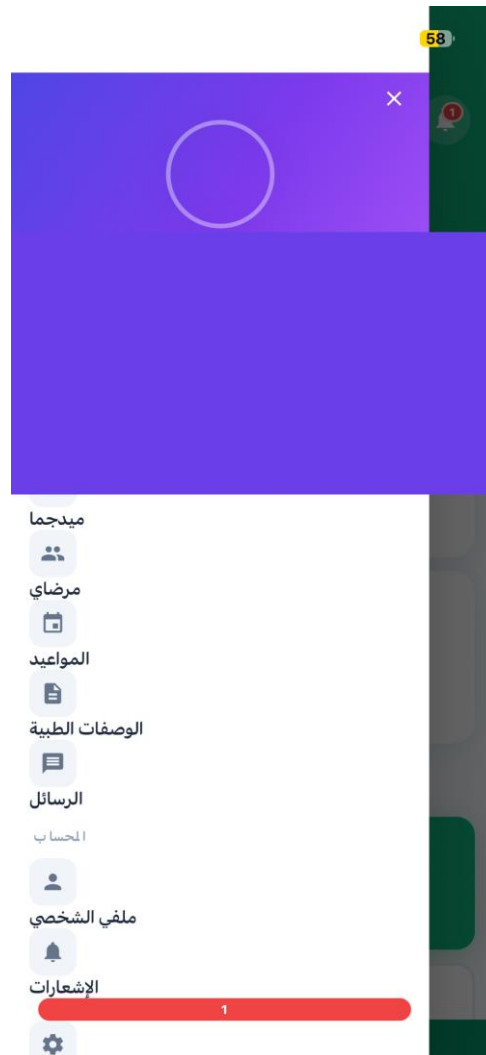 58
1
ميدجما
مرضاي
المواعيد
الوصفات الطبية
الرسائل
الحساب
ملفي الشخصي
الإشعارات
1